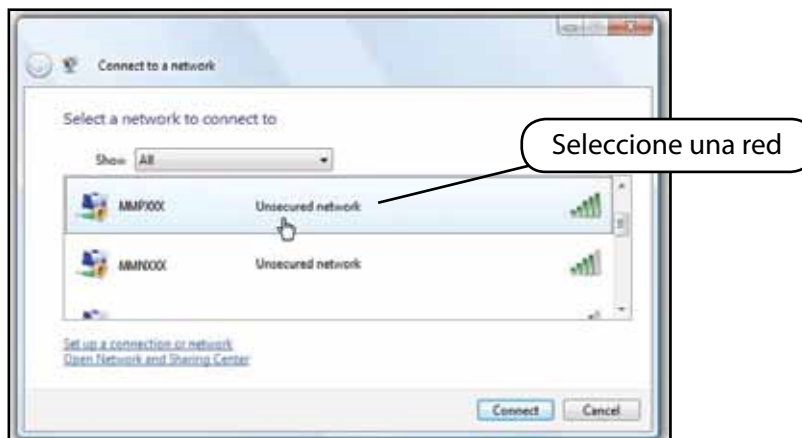 Connect to a network
Select a network to connect to
Seleccione una red
Show All
MMPXXX Unsecured network
MMNXXX Unsecured network
Set up a connection or network
Open Network and Sharing Center
Connect Cancel